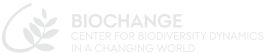 BIOCHANGE
CENTER FOR BIODIVERSITY DYNAMICS
IN A CHANGING WORLD